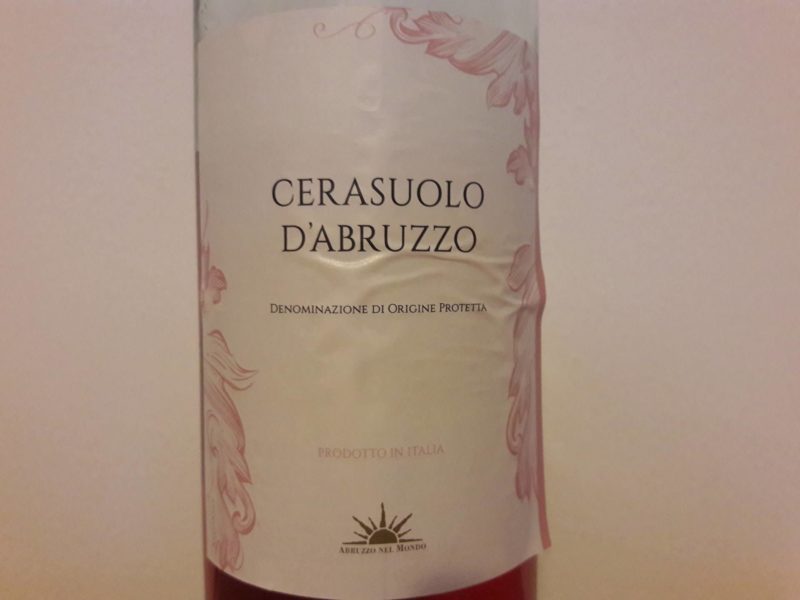 CERASUOLO
D'ABRUZZO
DENOMINAZIONE DI ORIGINE PROTETTA
PRODOTTO IN ITALIA
ABRUZZO NEL MONDO